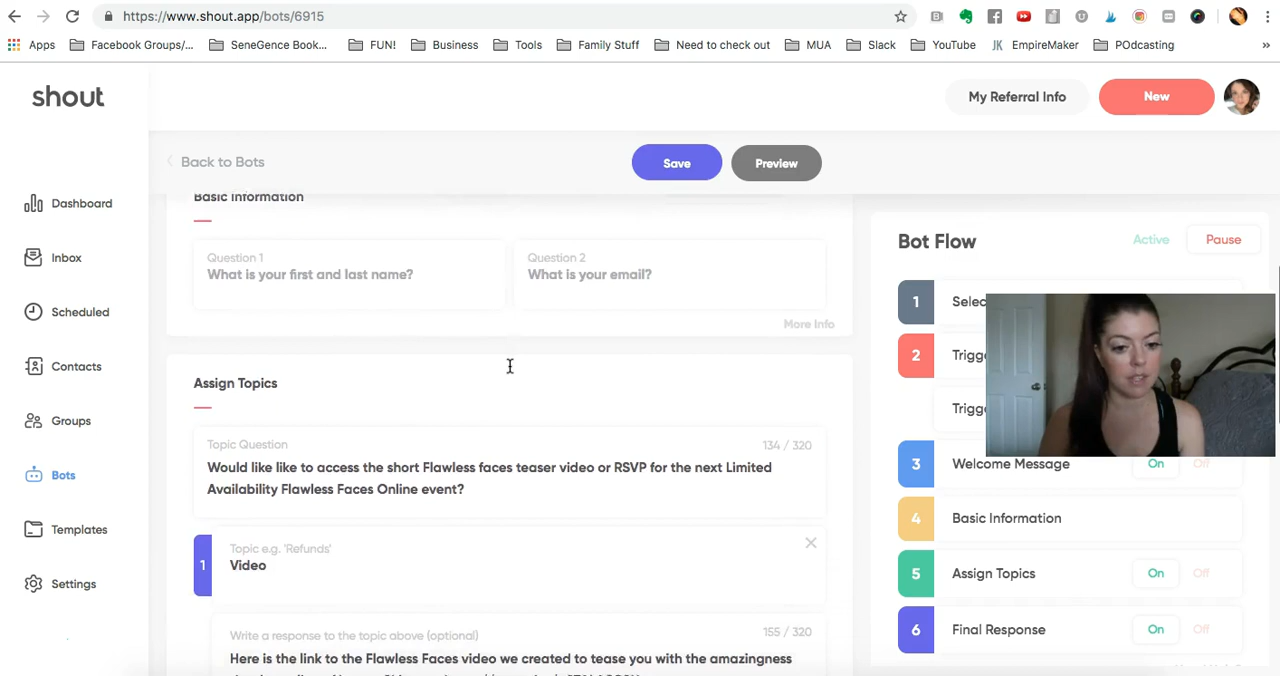 https://www.shout.app/bots/6915
Apps
Facebook Groups/...
SeneGence Book...
FUN!
Business
Tools
Family Stuff
Need to check out
MUA
Slack
YouTube
JK EmpireMaker
POdcasting
»
shout
My Referral Info
New
Back to Bots
Save
Preview
Dashboard
Inbox
Scheduled
Contacts
Groups
Bots
Templates
Settings
Basic Information
Question 1
What is your first and last name?
Question 2
What is your email?
More Info
Assign Topics
Topic Question
134 / 320
Would like like to access the short Flawless faces teaser video or RSVP for the next Limited
Availability Flawless Faces Online event?
1
Topic e.g. 'Refunds'
Video
Write a response to the topic above (optional)
155 / 320
Here is the link to the Flawless Faces video we created to tease you with the amazingness
Bot Flow
Active
Pause
1
Selec
2
Trigg
Trigg
3
Welcome Message
On
Off
4
Basic Information
5
Assign Topics
On
Off
6
Final Response
On
Off